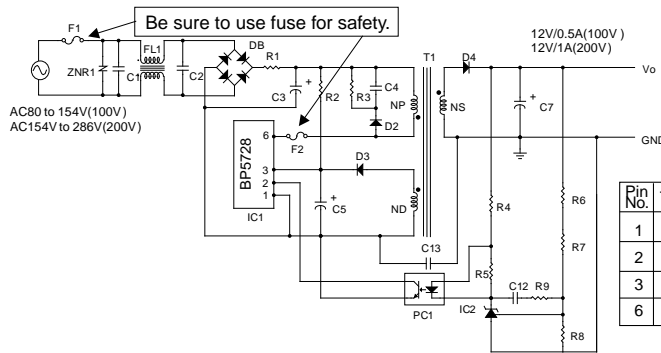 Be sure to use fuse for safety.
F1
FL1
DB
R1
T1
D4
12V/0.5A(100V)
12V/1A(200V)
Vo
ZNR1
C1
C2
C3
+
R2
R3
C4
NP
NS
+
C7
D2
AC80 to 154V(100V)
AC154V to 286V(200V)
BP5728
6
3
2
1
IC1
F2
GND
D3
+
C5
ND
R4
R6
R7
C13
R5
C12
R9
PC1
IC2
R8
Pin
No.
1
2
3
6